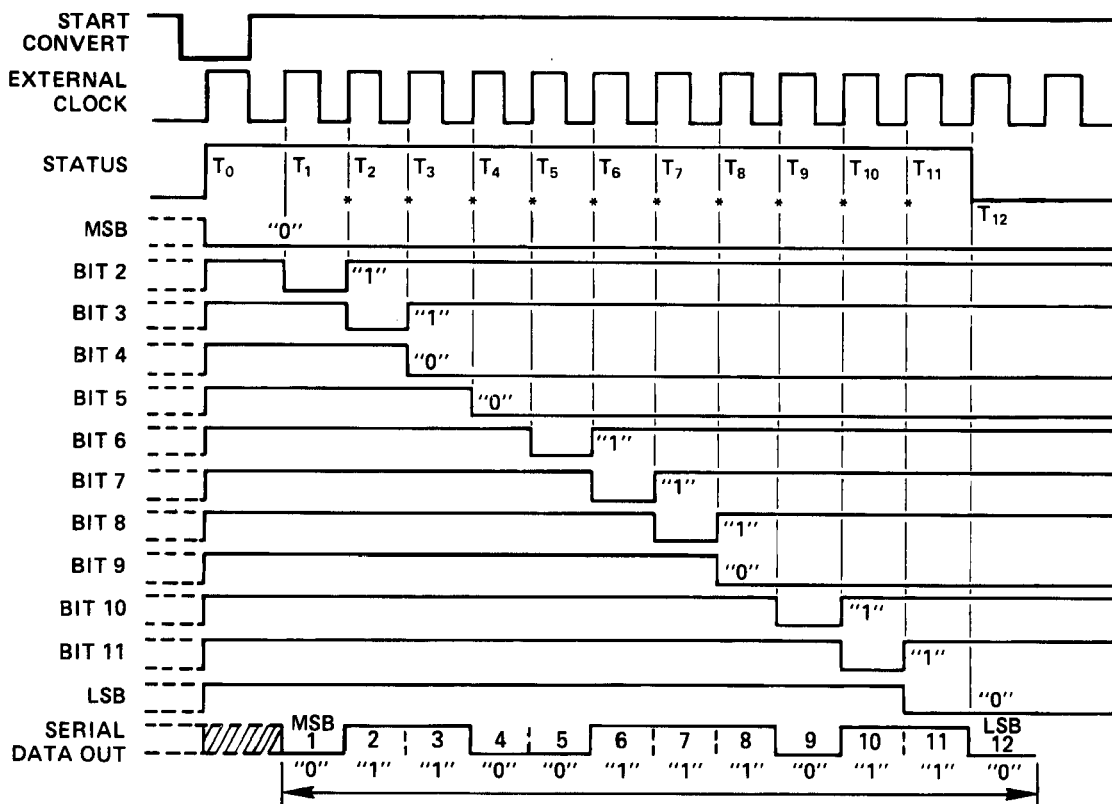 START
CONVERT
EXTERNAL
CLOCK
STATUS
T0 T1 T2 T3 T4 T5 T6 T7 T8 T9 T10 T11
* * * * * * * * * *
T12
MSB "0"
BIT 2 "1"
BIT 3 "1"
BIT 4 "0"
BIT 5 "0"
BIT 6 "1"
BIT 7 "1"
BIT 8 "1"
BIT 9 "0"
BIT 10 "1"
BIT 11 "1"
LSB "0"
SERIAL
DATA OUT
MSB LSB
1 2 3 4 5 6 7 8 9 10 11 12
"0" "1" "1" "0" "0" "1" "1" "1" "0" "1" "1" "0"